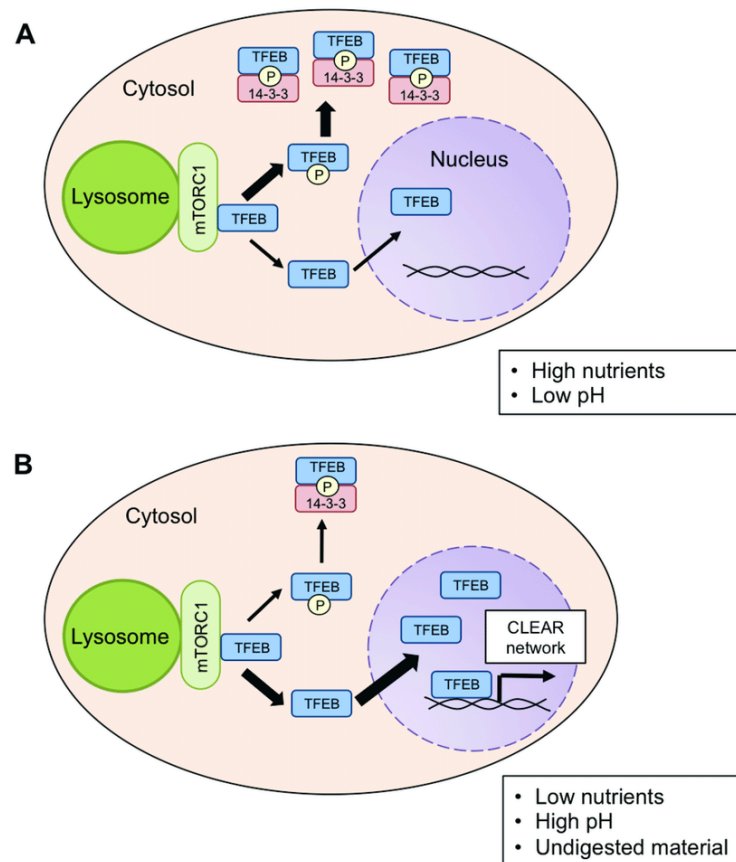 A
Cytosol
TFEB
P
14-3-3
TFEB
P
14-3-3
TFEB
P
14-3-3
Lysosome
mTORC1
TFEB
TFEB
P
TFEB
Nucleus
TFEB
• High nutrients
• Low pH
B
Cytosol
TFEB
P
14-3-3
Lysosome
mTORC1
TFEB
TFEB
P
TFEB
TFEB
TFEB
TFEB
CLEAR
network
• Low nutrients
• High pH
• Undigested material